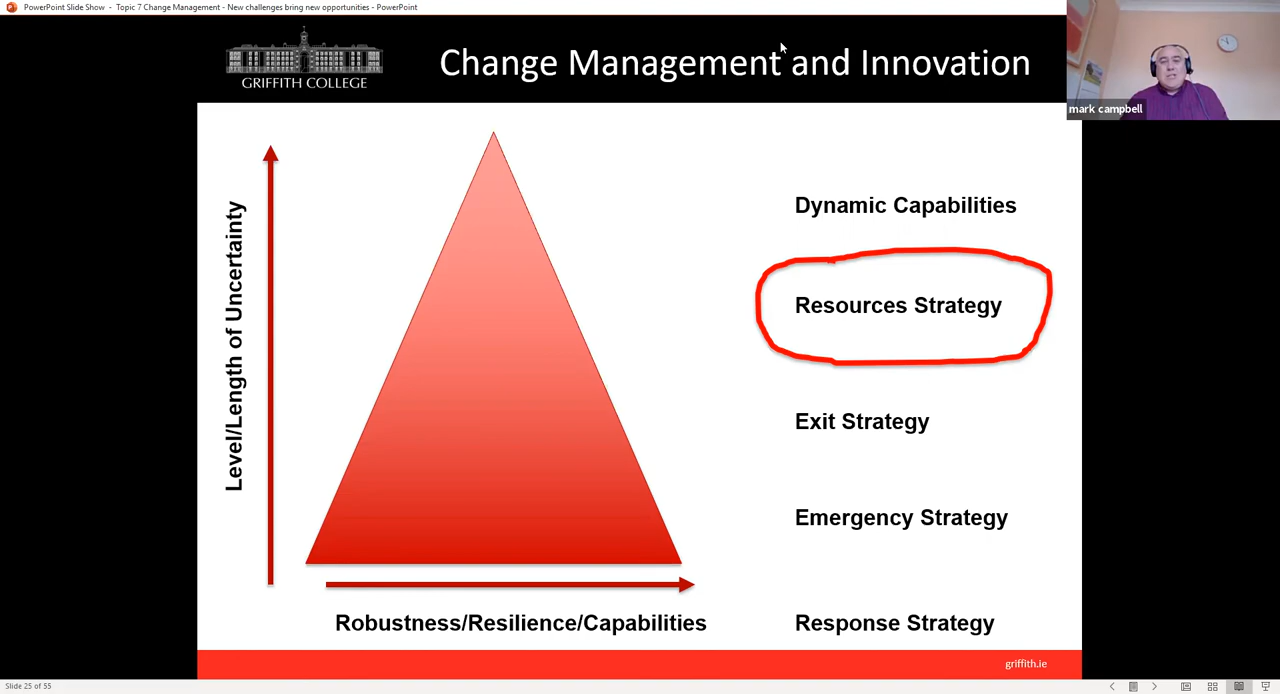 PowerPoint Slide Show - Topic 7 Change Management - New challenges bring new opportunities - PowerPoint
GRIFFITH COLLEGE
Change Management and Innovation
mark campbell
Level/Length of Uncertainty
Dynamic Capabilities
Resources Strategy
Exit Strategy
Emergency Strategy
Robustness/Resilience/Capabilities
Response Strategy
griffith.ie
Slide 25 of 55